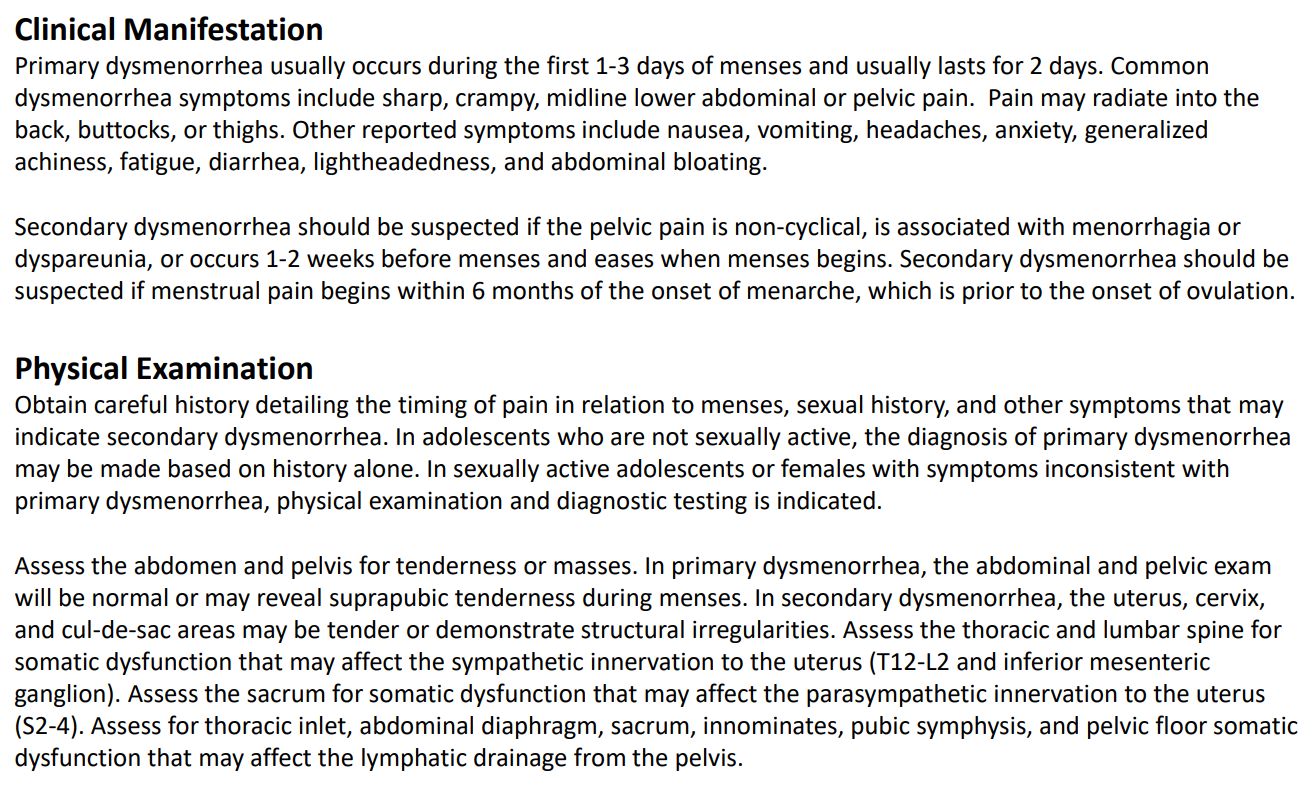 Clinical Manifestation
Primary dysmenorrhea usually occurs during the first 1-3 days of menses and usually lasts for 2 days. Common
dysmenorrhea symptoms include sharp, crampy, midline lower abdominal or pelvic pain.  Pain may radiate into the
back, buttocks, or thighs. Other reported symptoms include nausea, vomiting, headaches, anxiety, generalized
achiness, fatigue, diarrhea, lightheadedness, and abdominal bloating.
Secondary dysmenorrhea should be suspected if the pelvic pain is non-cyclical, is associated with menorrhagia or
dyspareunia, or occurs 1-2 weeks before menses and eases when menses begins. Secondary dysmenorrhea should be
suspected if menstrual pain begins within 6 months of the onset of menarche, which is prior to the onset of ovulation.
Physical Examination
Obtain careful history detailing the timing of pain in relation to menses, sexual history, and other symptoms that may
indicate secondary dysmenorrhea. In adolescents who are not sexually active, the diagnosis of primary dysmenorrhea
may be made based on history alone. In sexually active adolescents or females with symptoms inconsistent with
primary dysmenorrhea, physical examination and diagnostic testing is indicated.
Assess the abdomen and pelvis for tenderness or masses. In primary dysmenorrhea, the abdominal and pelvic exam
will be normal or may reveal suprapubic tenderness during menses. In secondary dysmenorrhea, the uterus, cervix,
and cul-de-sac areas may be tender or demonstrate structural irregularities. Assess the thoracic and lumbar spine for
somatic dysfunction that may affect the sympathetic innervation to the uterus (T12-L2 and inferior mesenteric
ganglion). Assess the sacrum for somatic dysfunction that may affect the parasympathetic innervation to the uterus
(S2-4). Assess for thoracic inlet, abdominal diaphragm, sacrum, innominates, pubic symphysis, and pelvic floor somatic
dysfunction that may affect the lymphatic drainage from the pelvis.